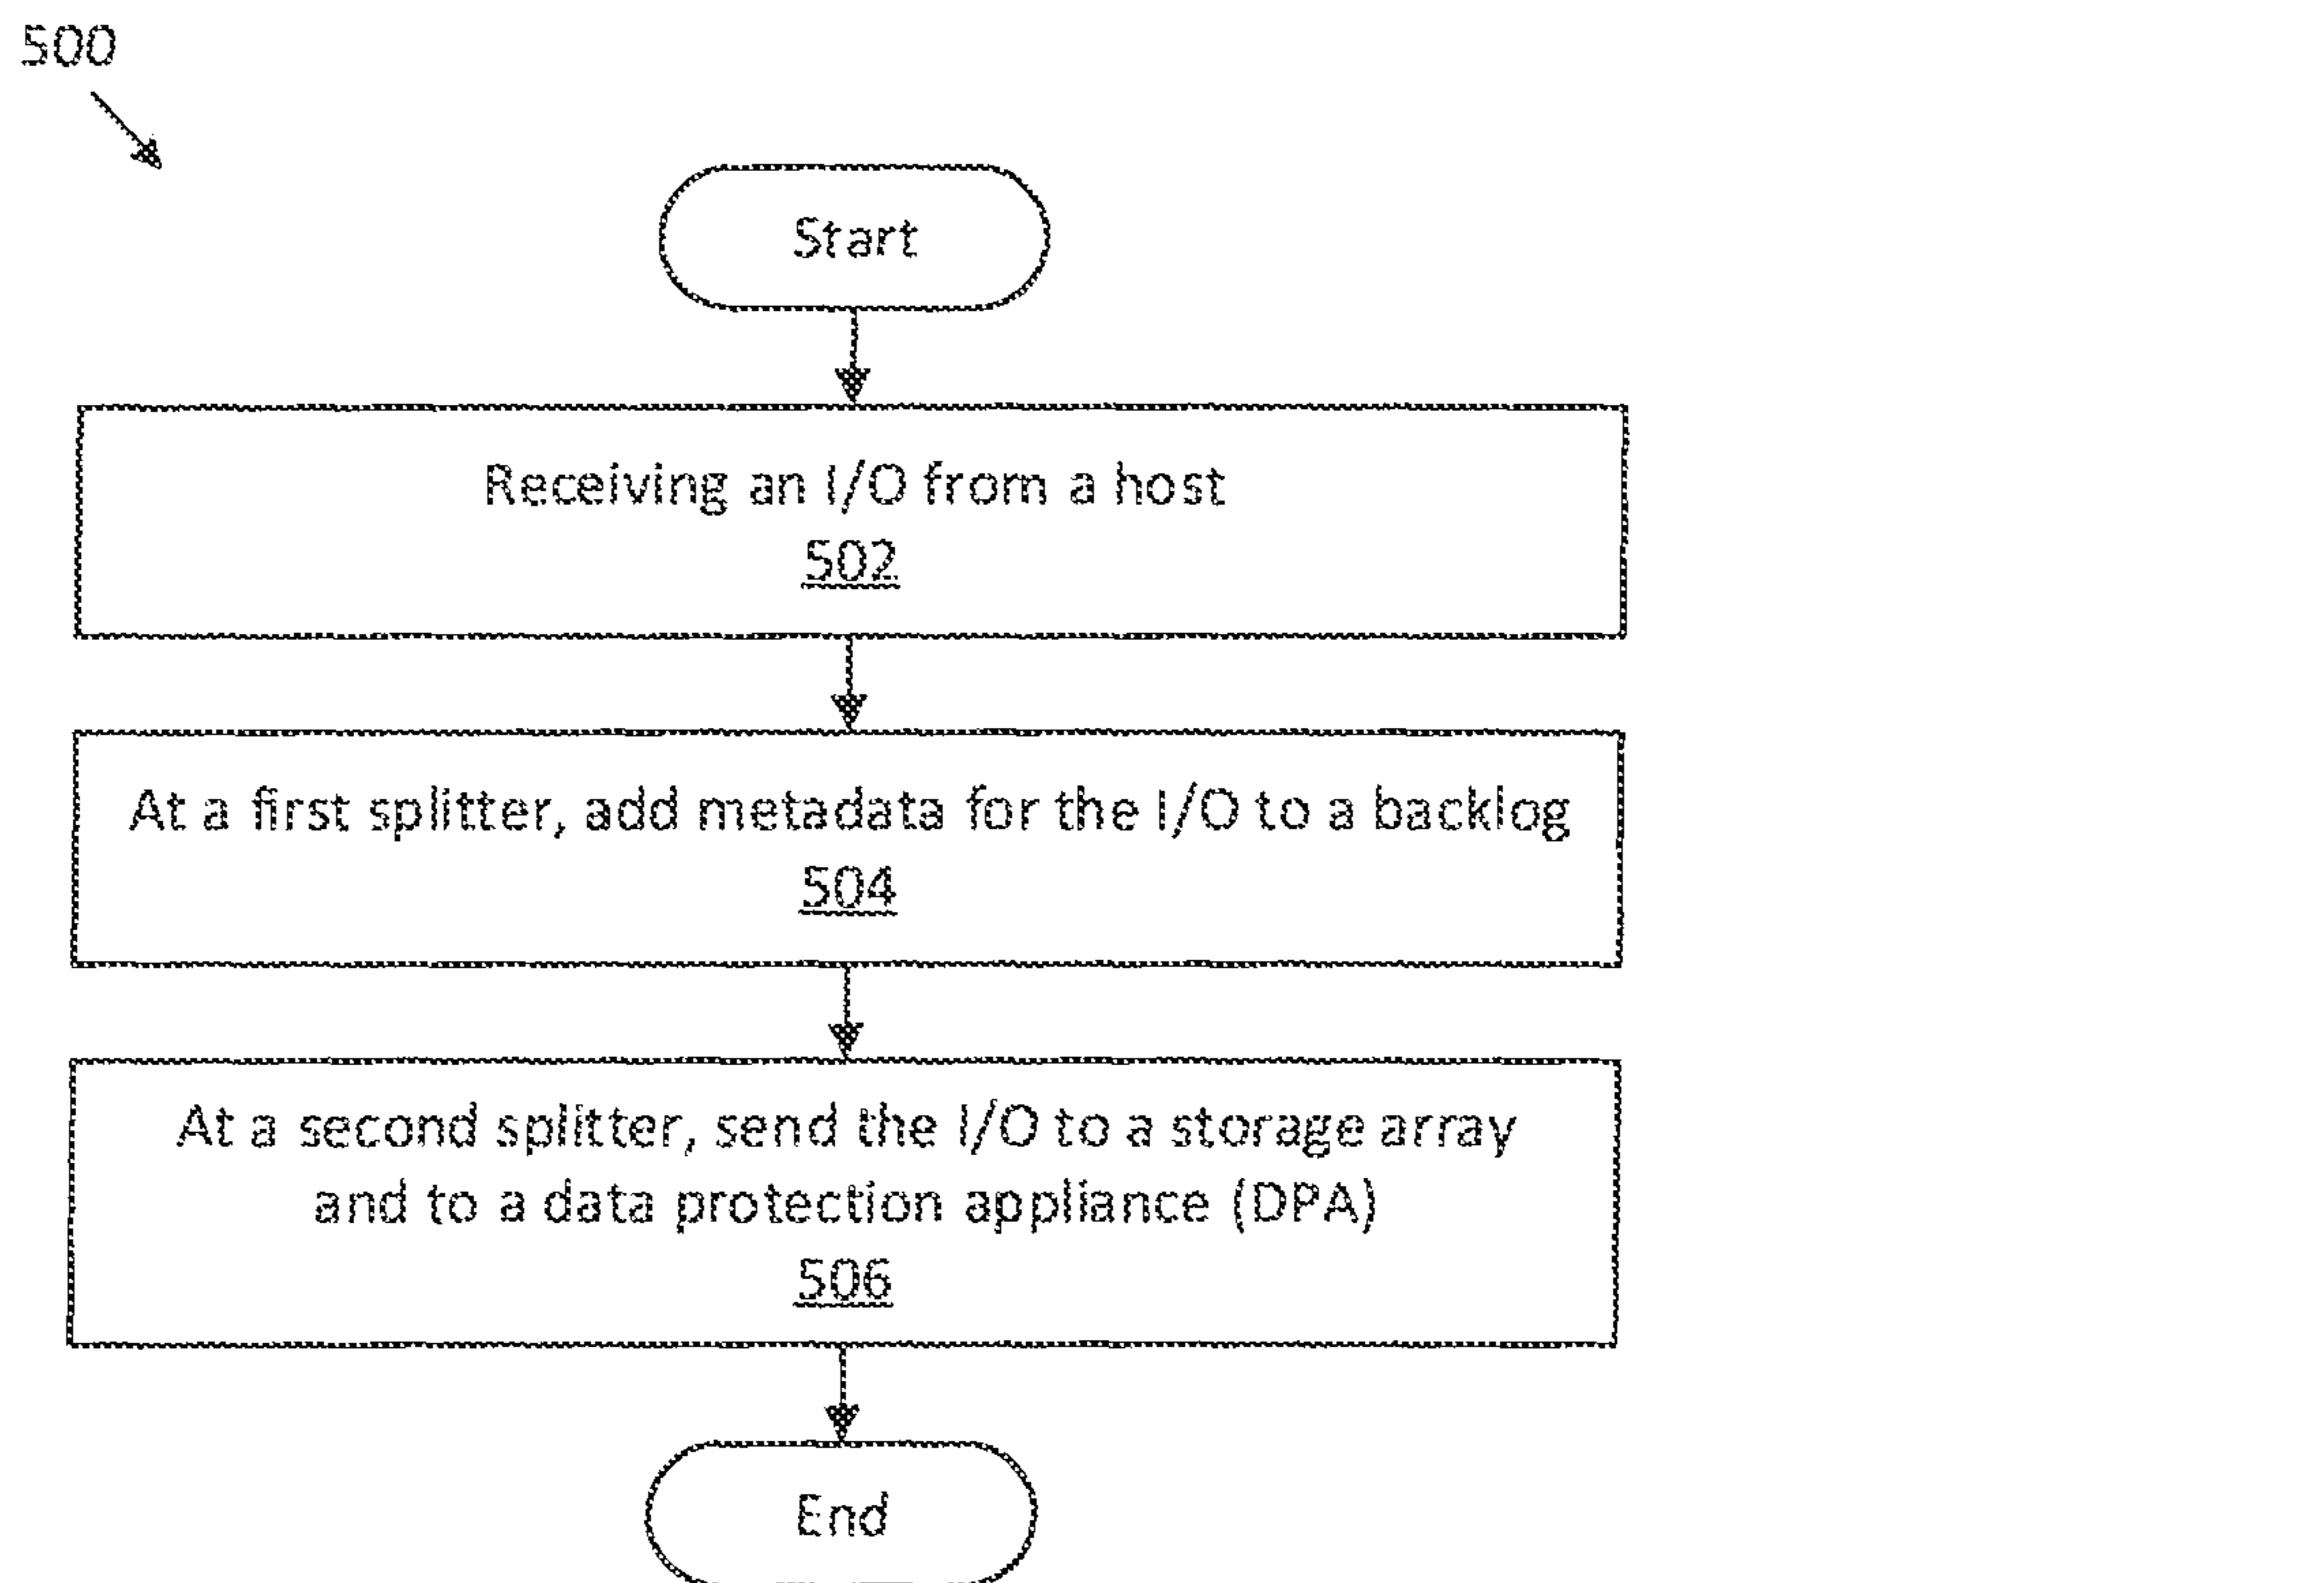 500
Start
Receiving an I/O from a host
502
At a first splitter, add metadata for the I/O to a backlog
504
At a second splitter, send the I/O to a storage array
and to a data protection appliance (DPA)
506
End